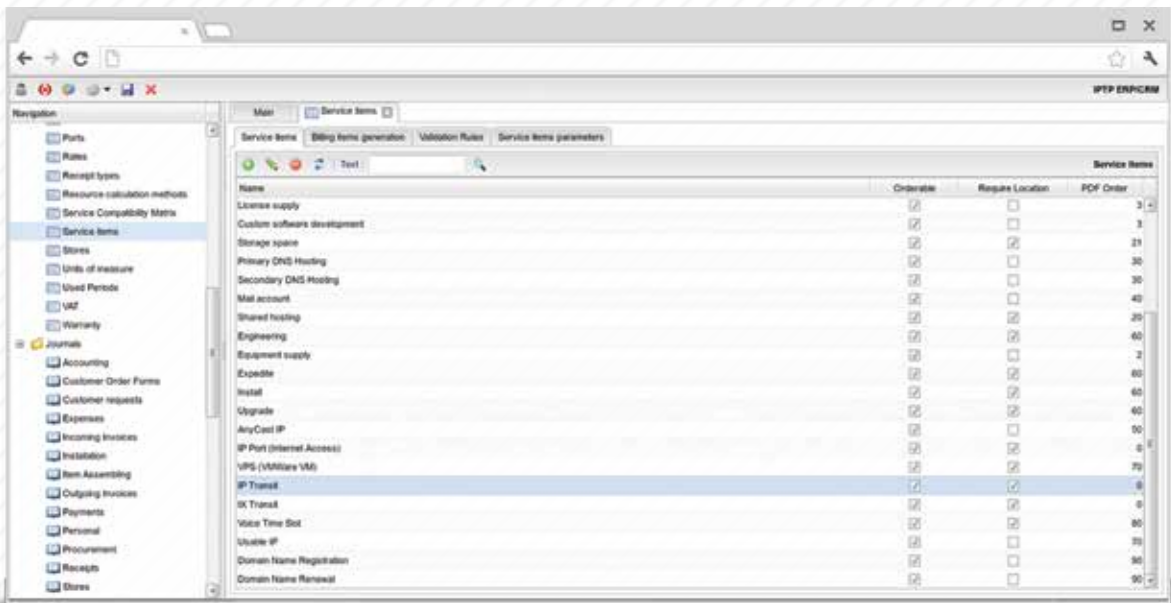 IPTP ERP/CRM
Navigation
Ports
Rates
Receipt types
Resource calculation methods
Service Compatibility Matrix
Service items
Stores
Units of measure
Used Periods
VAT
Warranty
Journals
Accounting
Customer Order Forms
Customer requests
Expenses
Incoming Invoices
Installation
Item Assembling
Outgoing Invoices
Payments
Personal
Procurement
Receipts
Stores
Main Service items
Service items Billing items generation Validation Rules Service items parameters
Text Service items
Name Orderable Require Location PDF Order
License supply 3
Custom software development 3
Storage space 21
Primary DNS Hosting 30
Secondary DNS Hosting 30
Mail account 40
Shared hosting 20
Engineering 60
Equipment supply 2
Expedite 60
Install 60
Upgrade 60
AnyCast IP 50
IP Port (Internet Access) 0
VPS (VMWare VM) 70
IP Transit 0
IX Transit 0
Voice Time Slot 80
Usable IP 70
Domain Name Registration 90
Domain Name Renewal 90